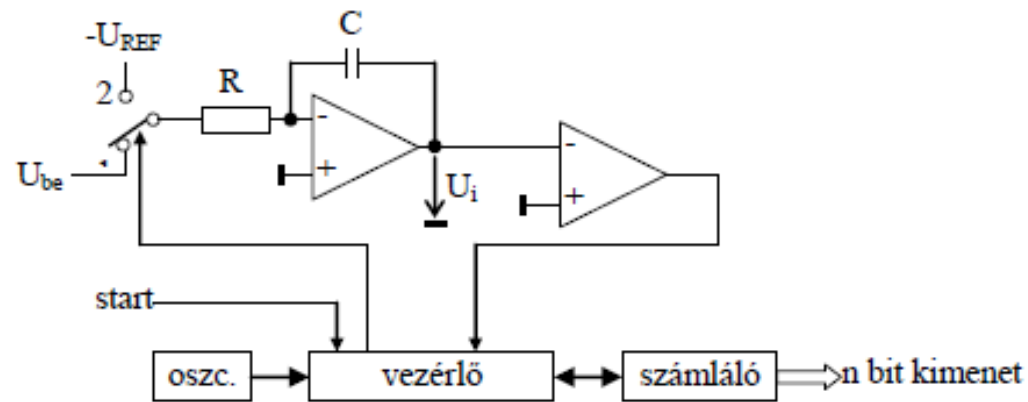 -U_REF
2
R
C
-
+
U_be
U_i
-
+
start
oszc.
vezérlő
számláló
n bit kimenet